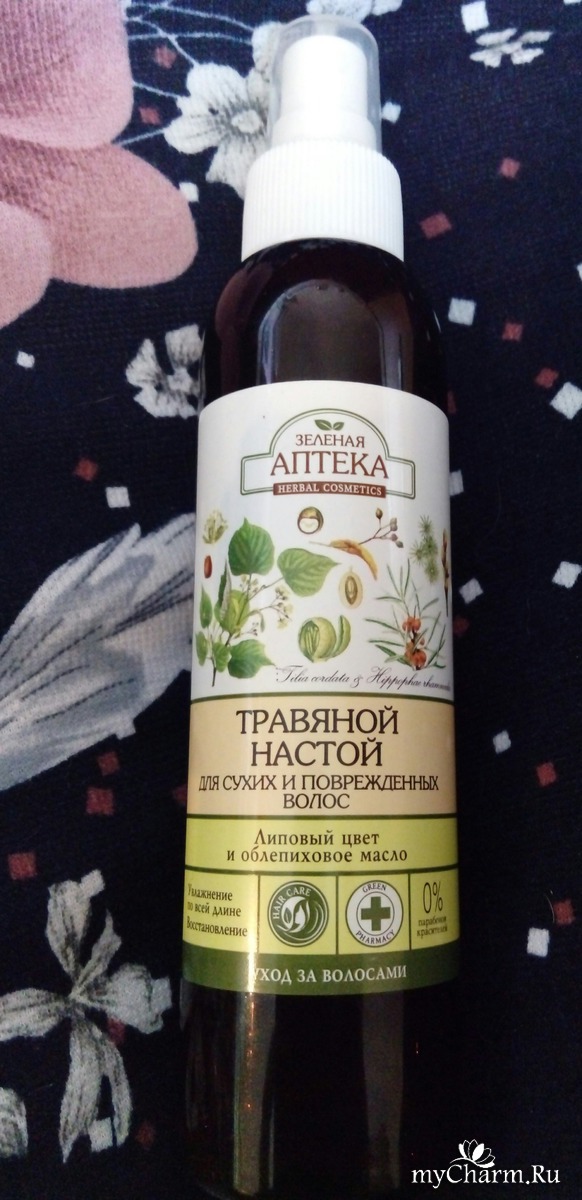 ЗЕЛЕНАЯ
АПТЕКА
HERBAL COSMETICS
Tilia cordata & Hippophae rhamnoides
ТРАВЯНОЙ
НАСТОЙ
ДЛЯ СУХИХ И ПОВРЕЖДЕННЫХ
ВОЛОС
Липовый цвет
и облепиховое масло
Увлажнение
по всей длине
Восстановление
HAIR CARE
GREEN
PHARMACY
0%
парабенов
красителей
УХОД ЗА ВОЛОСАМИ
myCharm.Ru